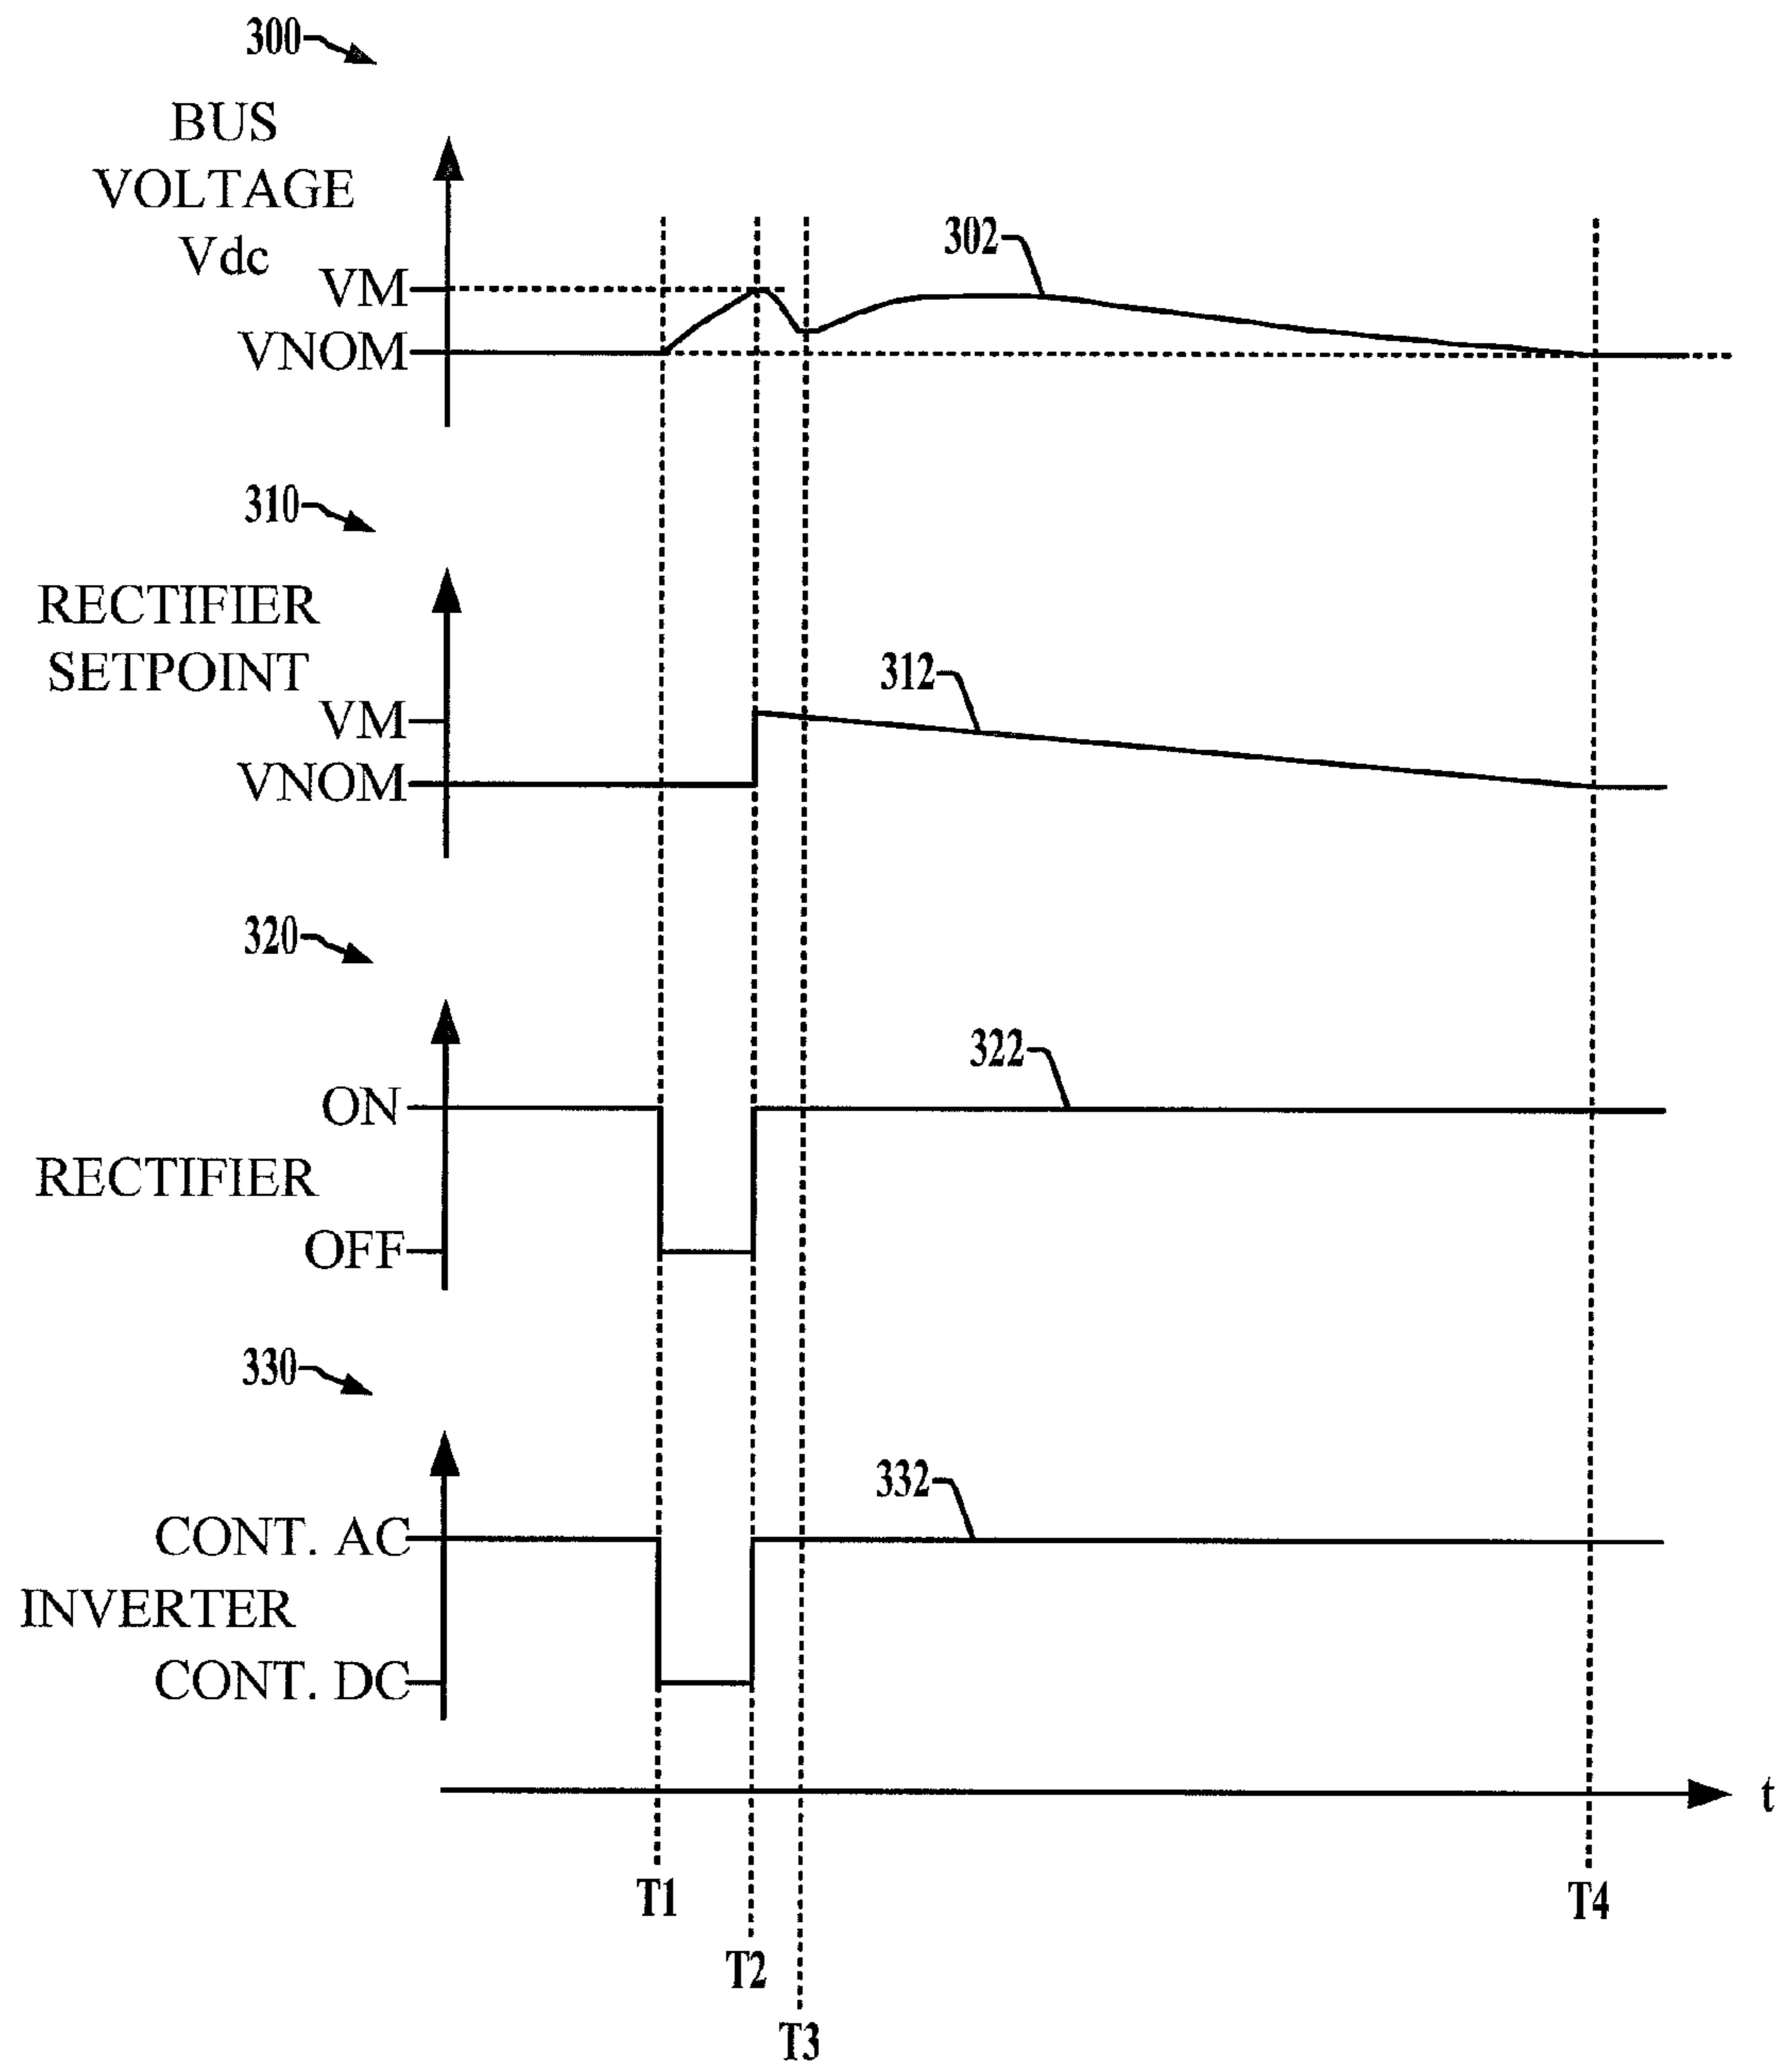 300
BUS
VOLTAGE
Vdc
302
VM
VNOM
310
RECTIFIER
SETPOINT
312
VM
VNOM
320
322
ON
RECTIFIER
OFF
330
332
CONT. AC
INVERTER
CONT. DC
t
T1
T4
T2
T3